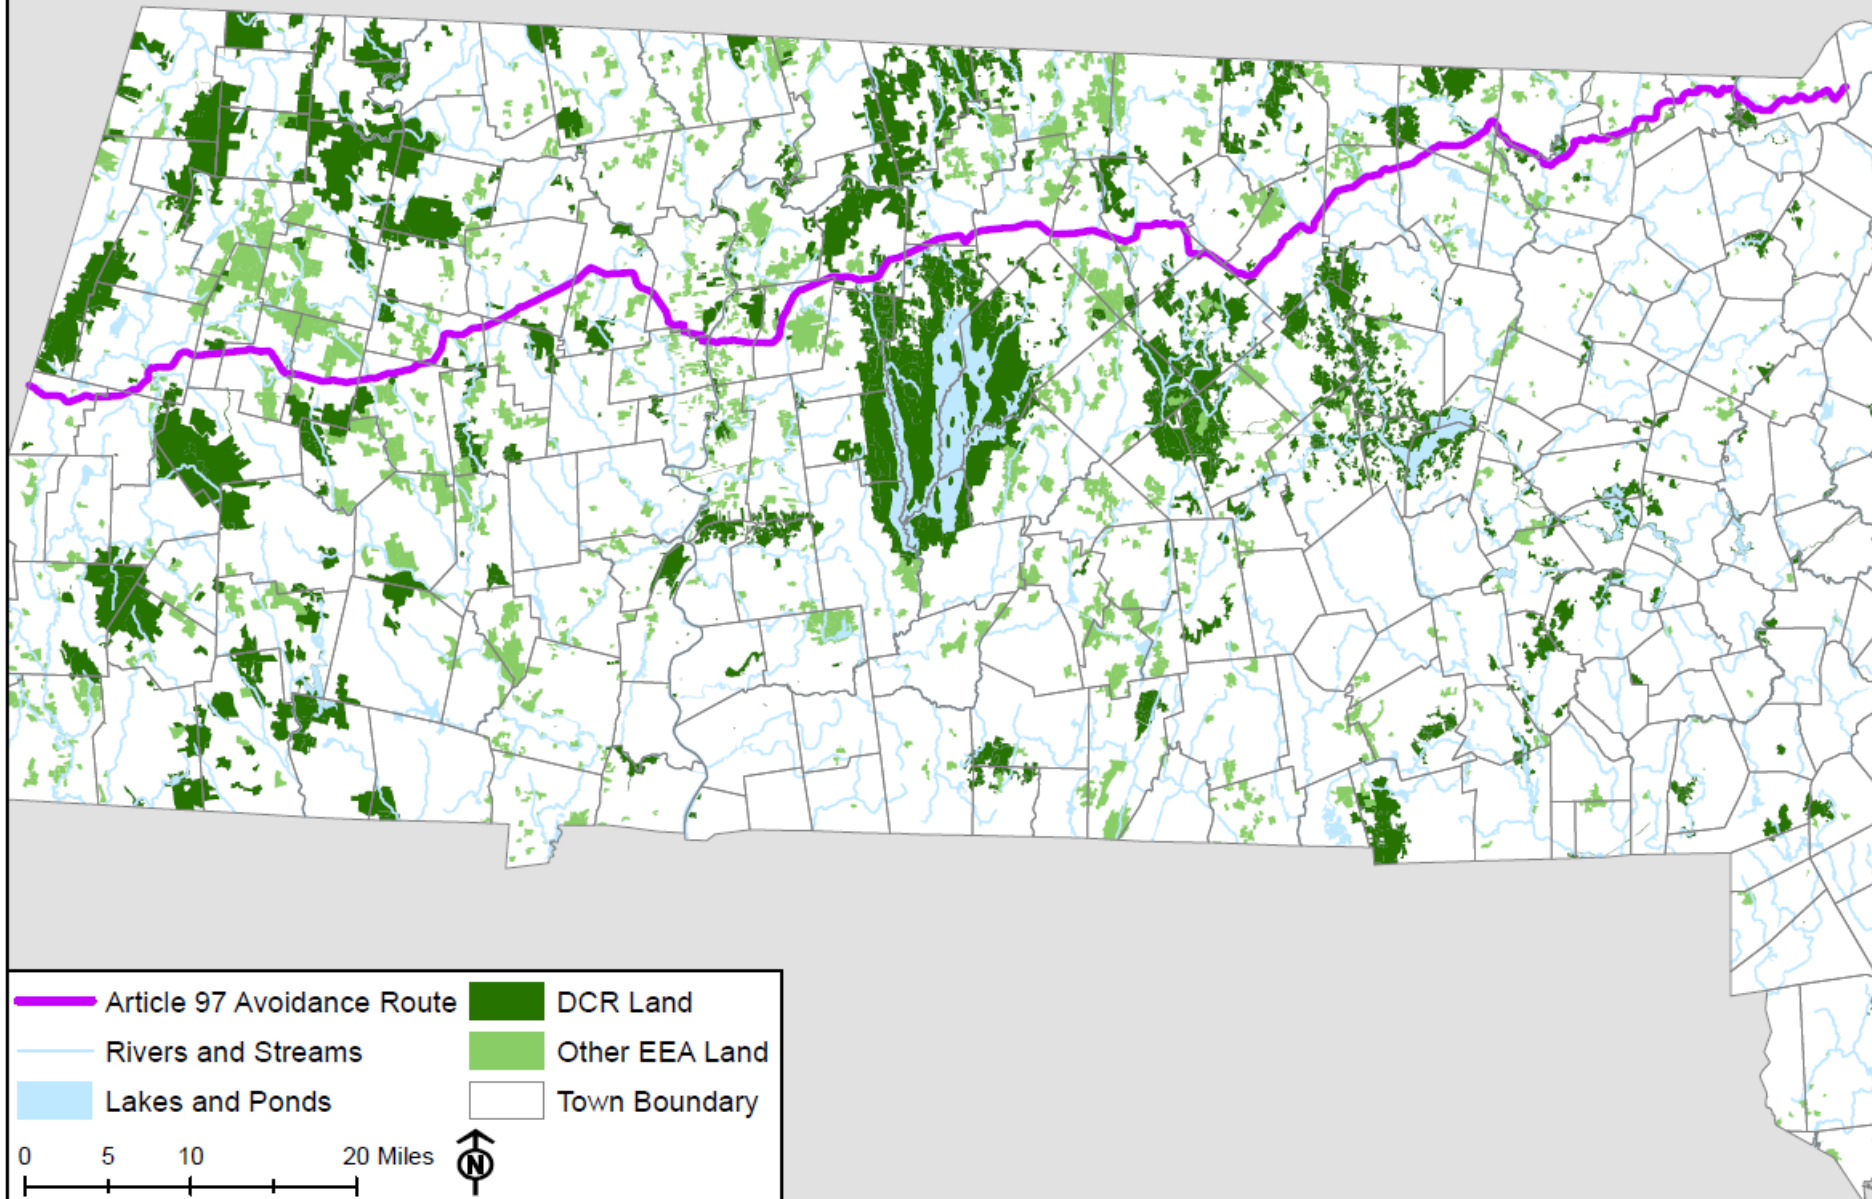 Article 97 Avoidance Route
DCR Land
Rivers and Streams
Other EEA Land
Lakes and Ponds
Town Boundary
0 5 10 20 Miles
N